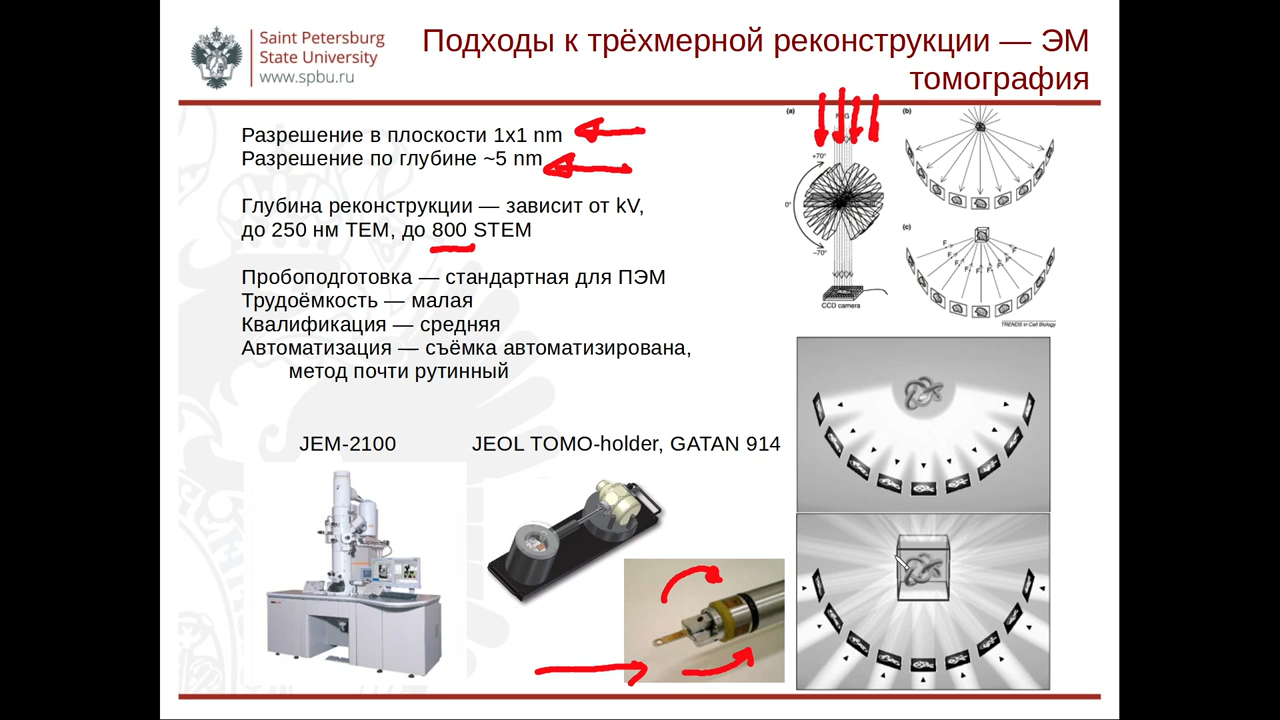 Saint Petersburg
State University
www.spbu.ru
Подходы к трёхмерной реконструкции — ЭМ
томография
Разрешение в плоскости 1х1 nm
Разрешение по глубине ~5 nm
Глубина реконструкции — зависит от kV,
до 250 нм TEM, до 800 STEM
Пробоподготовка — стандартная для ПЭМ
Трудоёмкость — малая
Квалификация — средняя
Автоматизация — съёмка автоматизирована,
метод почти рутинный
JEM-2100
JEOL TOMO-holder, GATAN 914
(a)
+70°
0°
−70°
CCD camera
(b)
(c)
TRENDS in Cell Biology